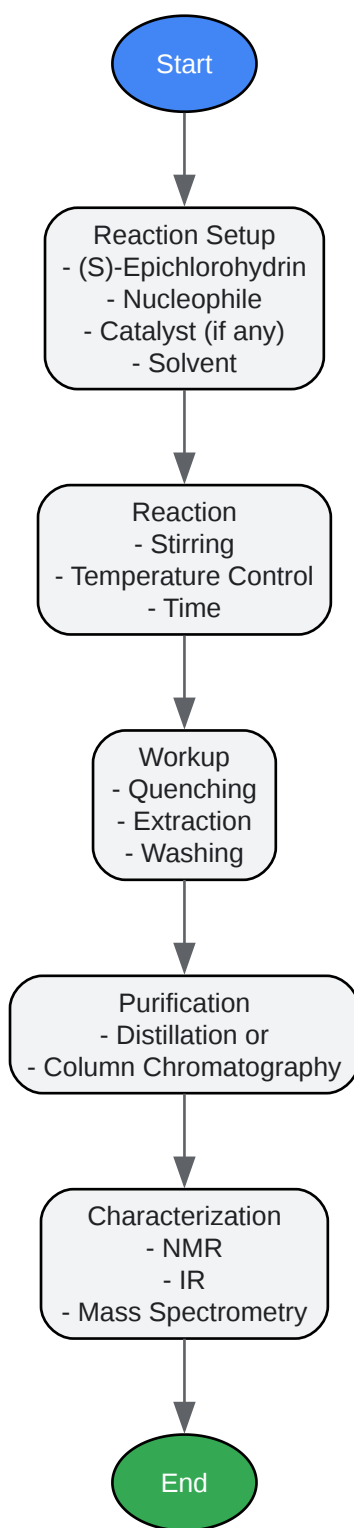 Start
Reaction Setup
- (S)-Epichlorohydrin
- Nucleophile
- Catalyst (if any)
- Solvent
Reaction
- Stirring
- Temperature Control
- Time
Workup
- Quenching
- Extraction
- Washing
Purification
- Distillation or
- Column Chromatography
Characterization
- NMR
- IR
- Mass Spectrometry
End